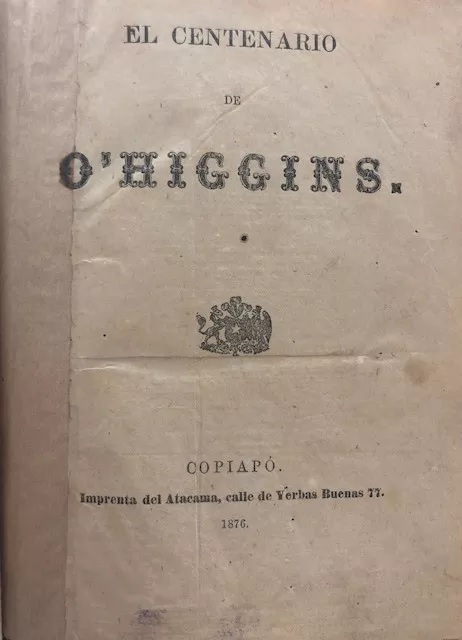 EL CENTENARIO
DE
O'HIGGINS.
COPIAPÓ.
Imprenta del Atacama, calle de Yerbas Buenas 77.
1876.